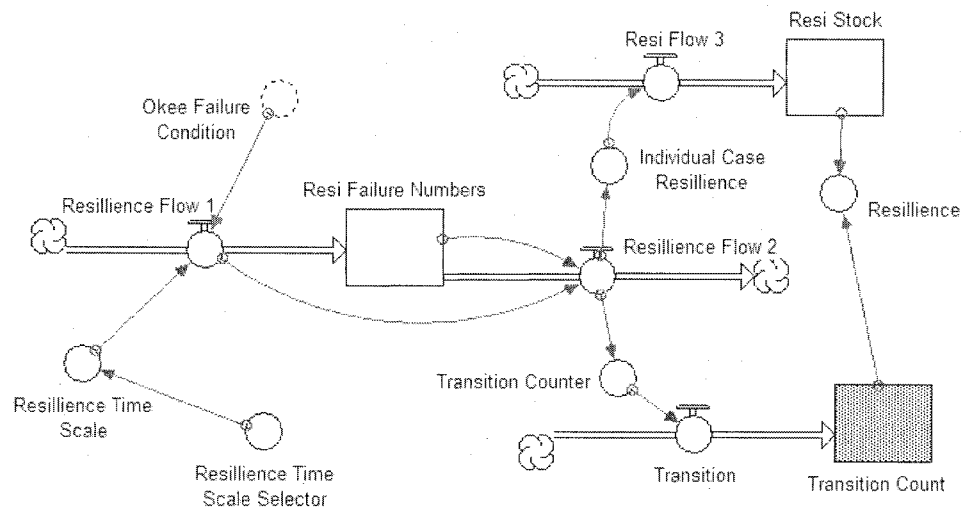 Resi Stock
Resi Flow 3
Okee Failure
Condition
Individual Case
Resillience
Resi Failure Numbers
Resillience Flow 1
Resillience
Resillience Flow 2
Transition Counter
Resillience Time
Scale
Resillience Time
Scale Selector
Transition
Transition Count